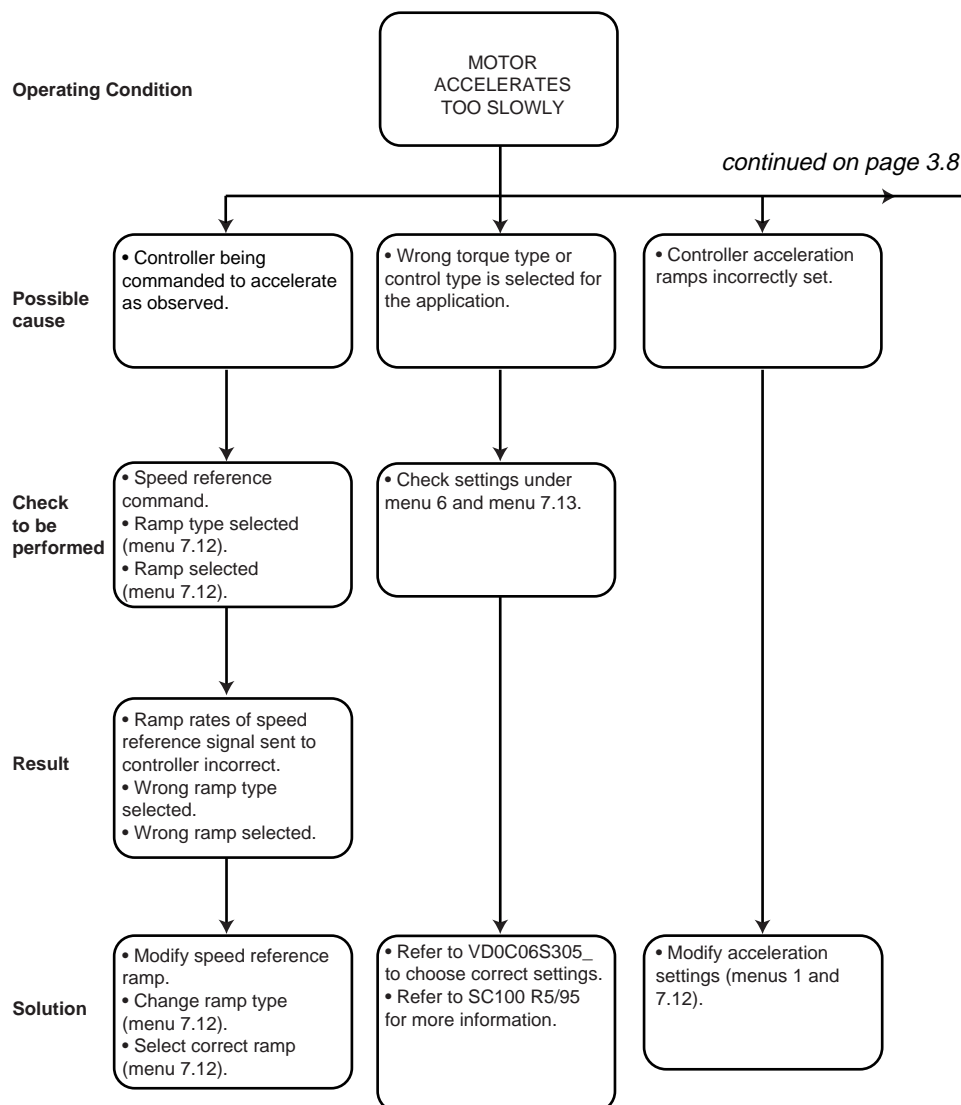 MOTOR
ACCELERATES
TOO SLOWLY
Operating Condition
continued on page 3.8
Possible
cause
• Controller being
commanded to accelerate
as observed.
• Wrong torque type or
control type is selected for
the application.
• Controller acceleration
ramps incorrectly set.
Check
to be
performed
• Speed reference
command.
• Ramp type selected
(menu 7.12).
• Ramp selected
(menu 7.12).
• Check settings under
menu 6 and menu 7.13.
Result
• Ramp rates of speed
reference signal sent to
controller incorrect.
• Wrong ramp type
selected.
• Wrong ramp selected.
Solution
• Modify speed reference
ramp.
• Change ramp type
(menu 7.12).
• Select correct ramp
(menu 7.12).
• Refer to VD0C06S305_
to choose correct settings.
• Refer to SC100 R5/95
for more information.
• Modify acceleration
settings (menus 1 and
7.12).